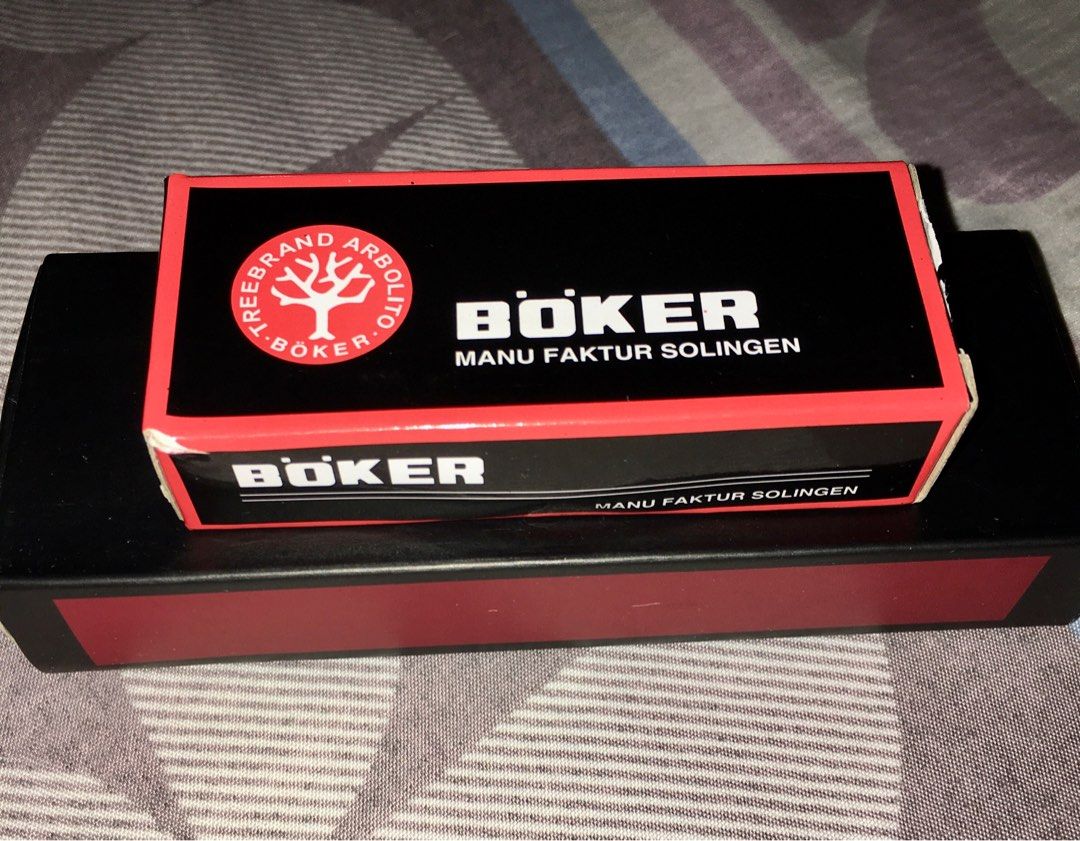 TREEBRAND ARBOLITO
· BÖKER ·
BÖKER
MANU FAKTUR SOLINGEN
BÖKER
MANU FAKTUR SOLINGEN